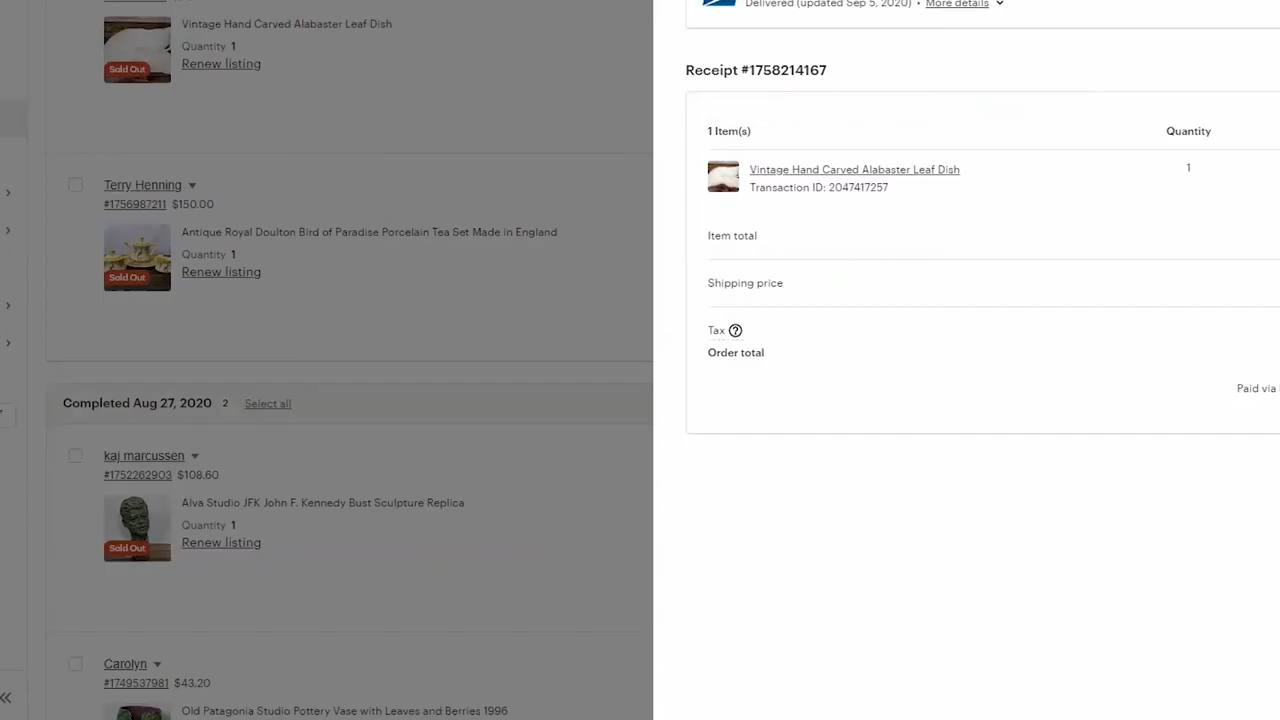 Vintage Hand Carved Alabaster Leaf Dish
Quantity 1
Sold Out
Renew listing
Terry Henning
#1756987211 $150.00
Antique Royal Doulton Bird of Paradise Porcelain Tea Set Made in England
Quantity 1
Sold Out
Renew listing
Completed Aug 27, 2020 2 Select all
kaj marcussen
#1752262903 $108.60
Alva Studio JFK John F. Kennedy Bust Sculpture Replica
Quantity 1
Sold Out
Renew listing
Carolyn
#1749537981 $43.20
Old Patagonia Studio Pottery Vase with Leaves and Berries 1996
Delivered (updated Sep 5, 2020) • More details
Receipt #1758214167
1 Item(s) Quantity
Vintage Hand Carved Alabaster Leaf Dish 1
Transaction ID: 2047417257
Item total
Shipping price
Tax ?
Order total
Paid via